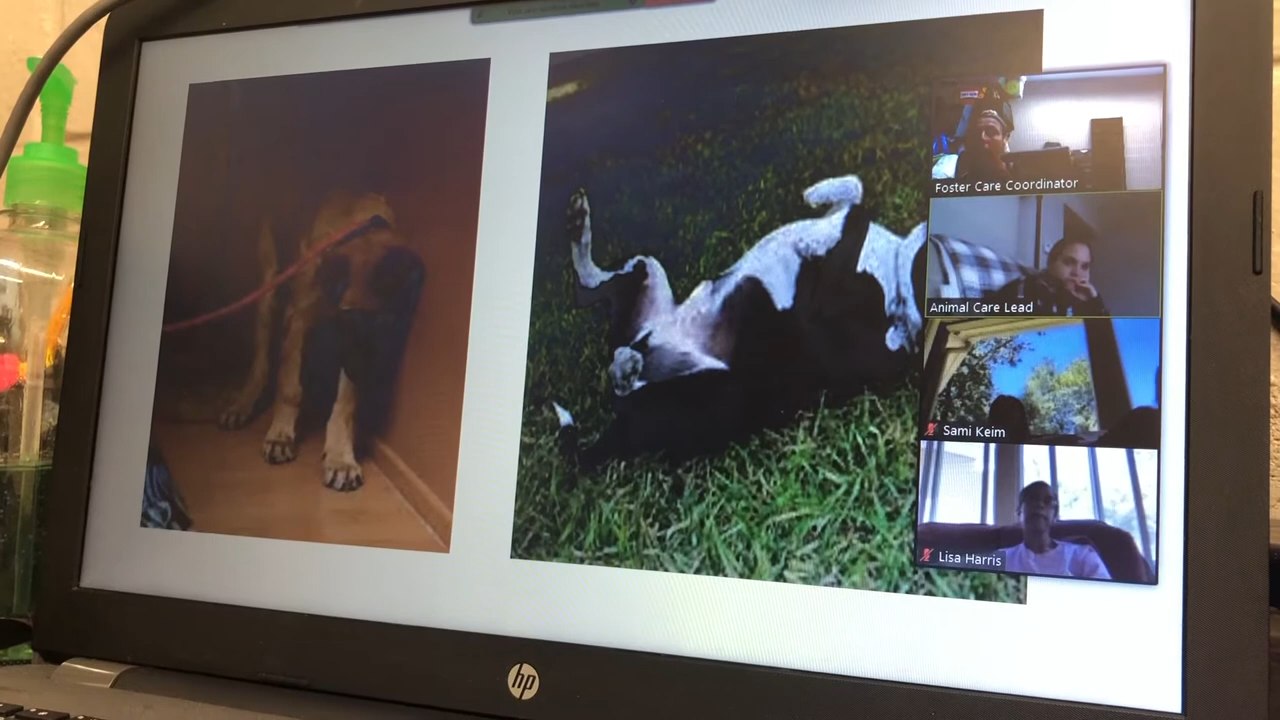 Foster Care Coordinator
Animal Care Lead
Sami Keim
Lisa Harris
hp